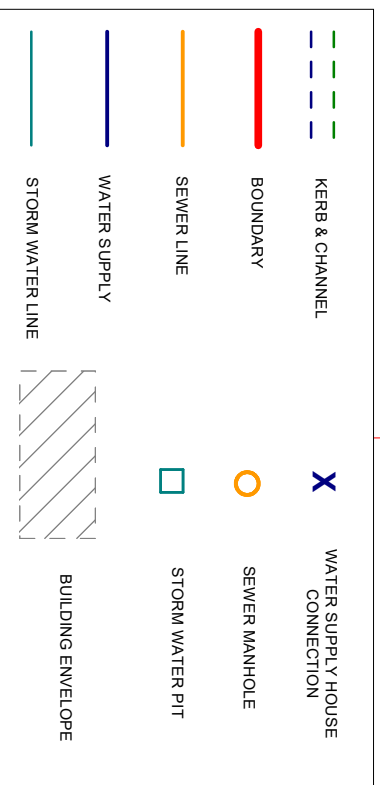 KERB & CHANNEL
BOUNDARY
SEWER LINE
WATER SUPPLY
STORM WATER LINE
X
WATER SUPPLY HOUSE
CONNECTION
SEWER MANHOLE
STORM WATER PIT
BUILDING ENVELOPE